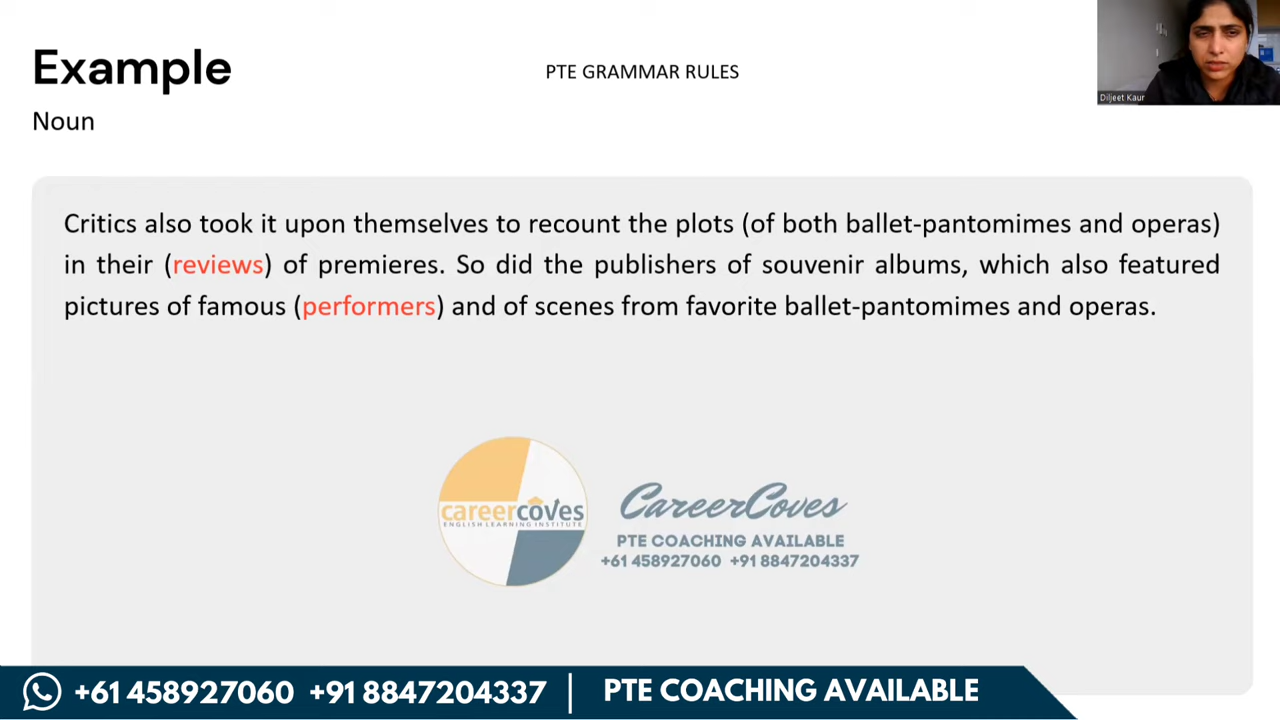 Example
PTE GRAMMAR RULES
Diljeet Kaur
Noun
Critics also took it upon themselves to recount the plots (of both ballet-pantomimes and operas)
in their (reviews) of premieres. So did the publishers of souvenir albums, which also featured
pictures of famous (performers) and of scenes from favorite ballet-pantomimes and operas.
careercoves
ENGLISH LEARNING INSTITUTE
CareerCoves
PTE COACHING AVAILABLE
+61 458927060 +91 8847204337
+61 458927060 +91 8847204337 | PTE COACHING AVAILABLE